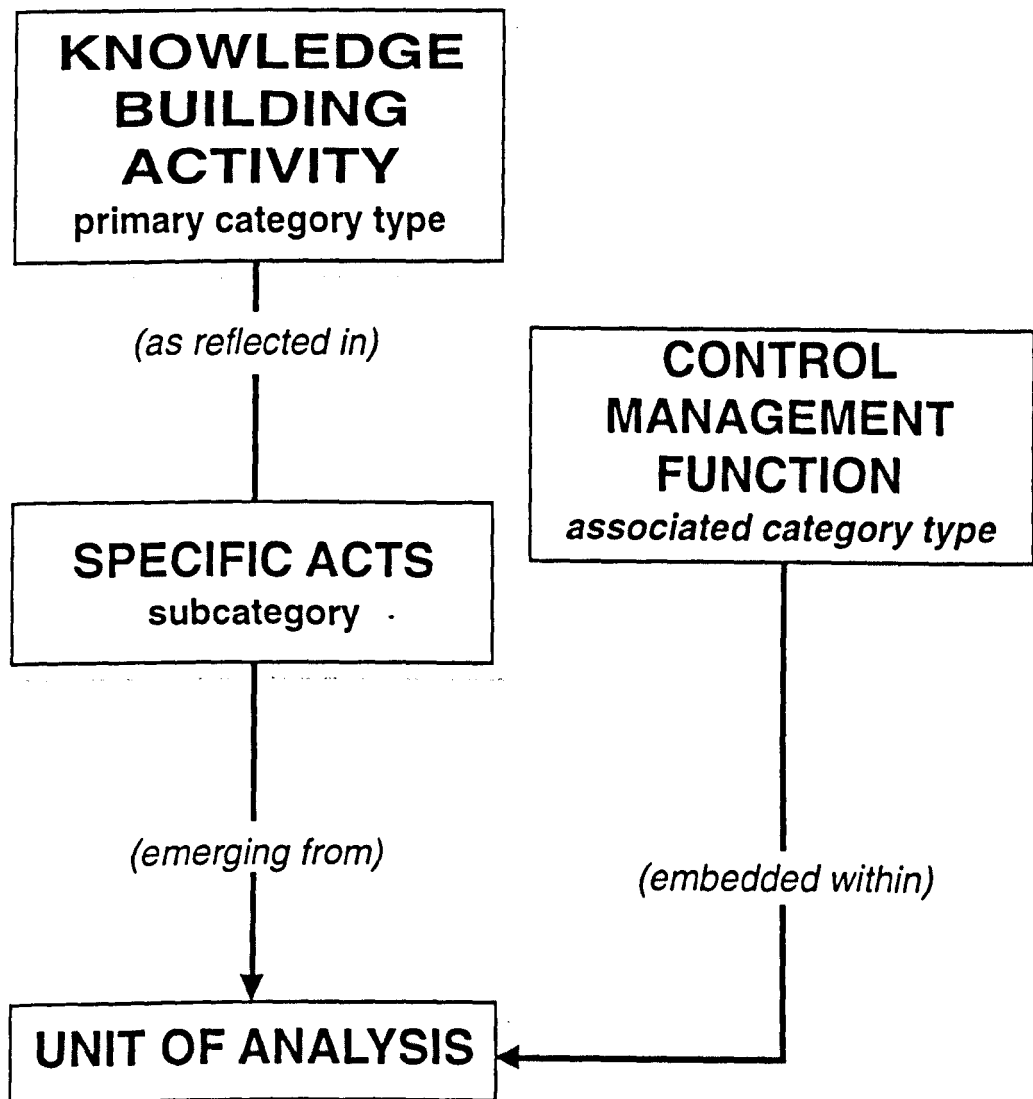 KNOWLEDGE
BUILDING
ACTIVITY
primary category type
(as reflected in)
CONTROL
MANAGEMENT
FUNCTION
associated category type
SPECIFIC ACTS
subcategory
(emerging from)
(embedded within)
UNIT OF ANALYSIS